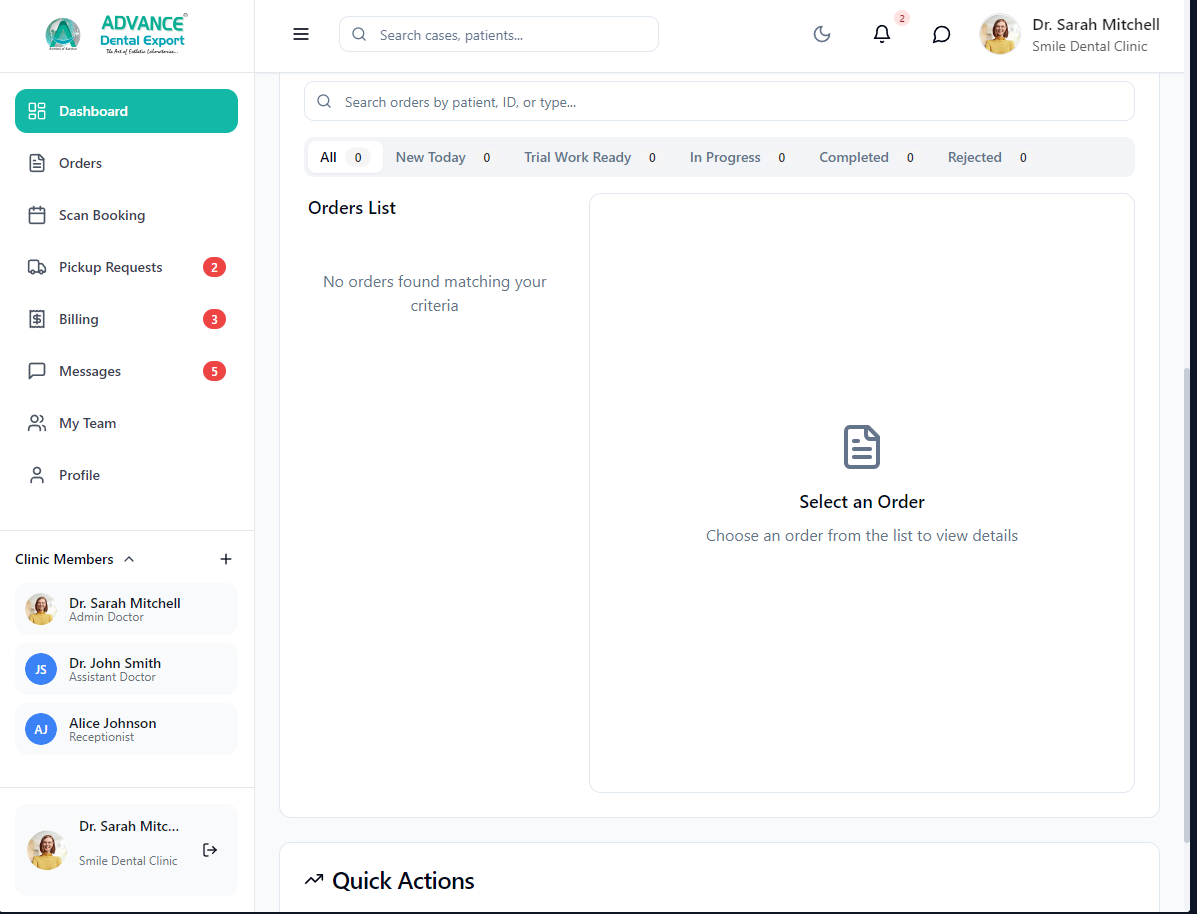 ADVANCE
Dental Export
The Art of Esthetic Laboratories...
Search cases, patients...
2
Dr. Sarah Mitchell
Smile Dental Clinic
Dashboard
Orders
Scan Booking
Pickup Requests 2
Billing 3
Messages 5
My Team
Profile
Clinic Members
Dr. Sarah Mitchell
Admin Doctor
JS
Dr. John Smith
Assistant Doctor
AJ
Alice Johnson
Receptionist
Dr. Sarah Mitc...
Smile Dental Clinic
Search orders by patient, ID, or type...
All 0 New Today 0 Trial Work Ready 0 In Progress 0 Completed 0 Rejected 0
Orders List
No orders found matching your
criteria
Select an Order
Choose an order from the list to view details
Quick Actions